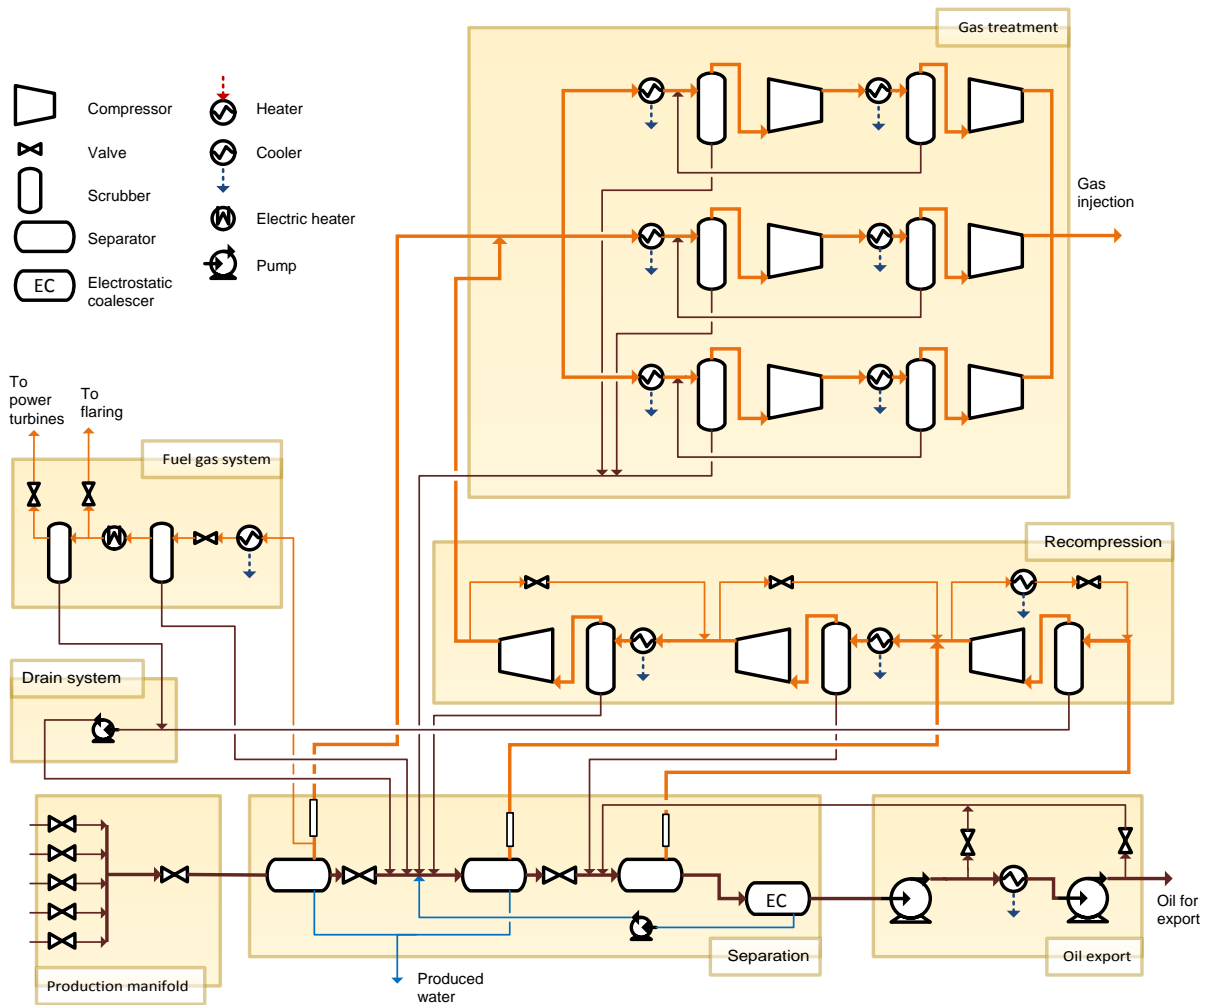 Gas treatment
Compressor
Heater
Valve
Cooler
Scrubber
Electric heater
Separator
Pump
EC
Electrostatic
coalescer
Gas
injection
To
power
turbines
To
flaring
Fuel gas system
Recompression
Drain system
EC
Oil for
export
Production manifold
Produced
water
Separation
Oil export